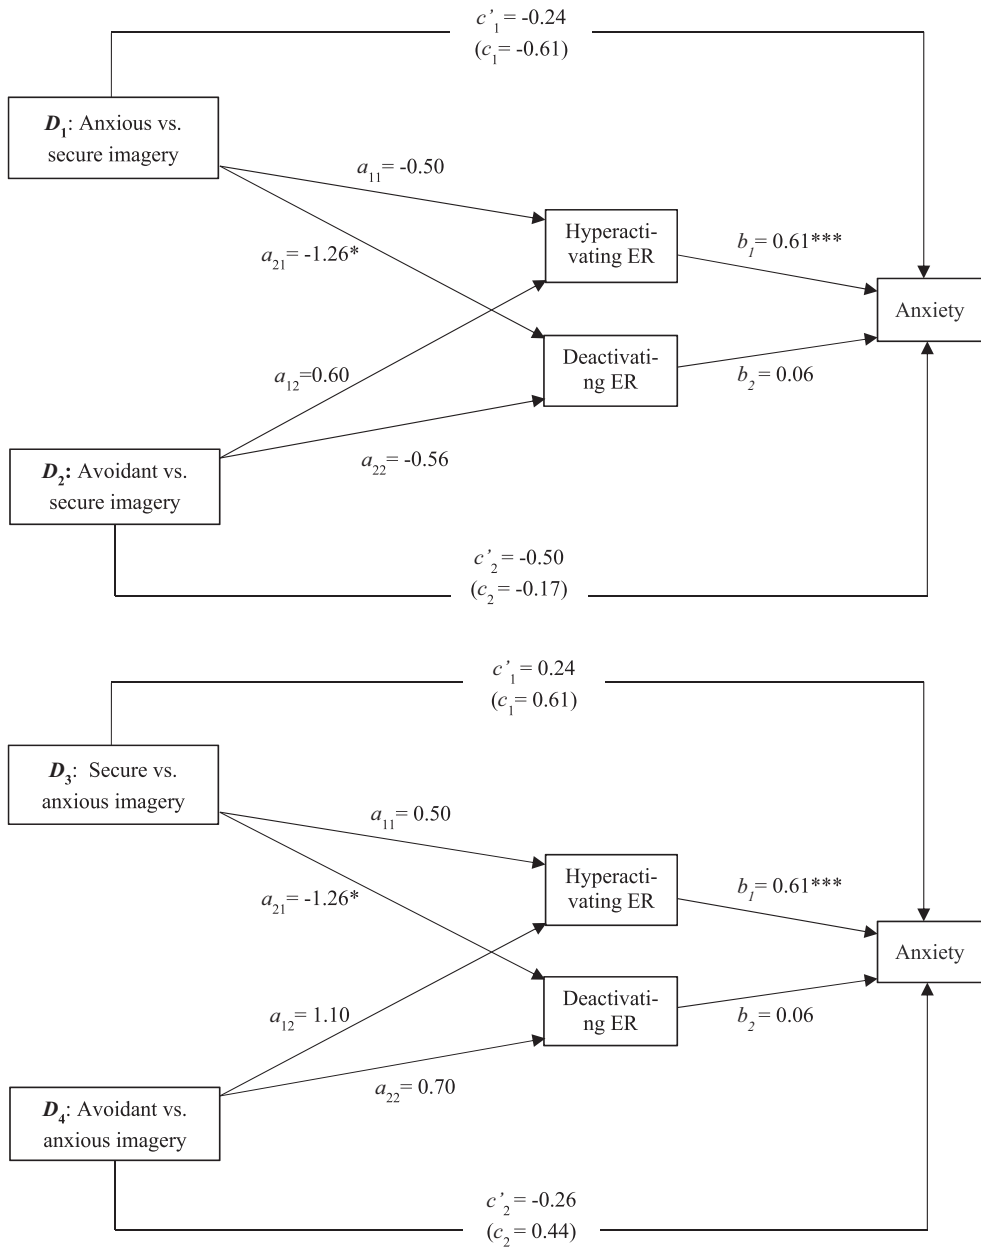 c’1 = -0.24
(c1= -0.61)
D1: Anxious vs.
secure imagery
a11= -0.50
Hyperacti-
vating ER
b1= 0.61***
a21= -1.26*
Anxiety
Deactivati-
ng ER
a12=0.60
b2= 0.06
a22= -0.56
D2: Avoidant vs.
secure imagery
c’2 = -0.50
(c2= -0.17)
c’1 = 0.24
(c1= 0.61)
D3: Secure vs.
anxious imagery
a11= 0.50
Hyperacti-
vating ER
b1= 0.61***
a21= -1.26*
Anxiety
Deactivati-
ng ER
a12= 1.10
b2= 0.06
a22= 0.70
D4: Avoidant vs.
anxious imagery
c’2 = -0.26
(c2= 0.44)